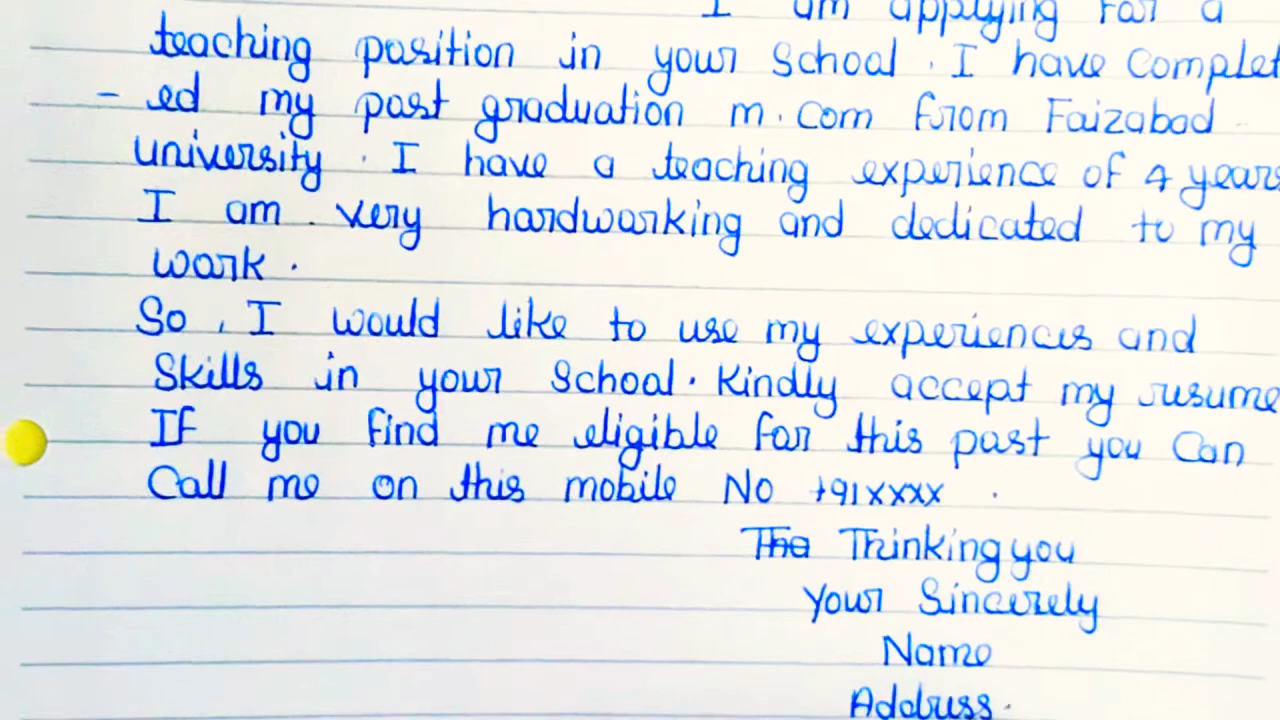 I am applying for a
teaching position in your School . I have Complet
- ed my post graduation m.com from Faizabad
university . I have a teaching experience of 4 years
I am very hardworking and dedicated to my
work .
So , I would like to use my experiences and
Skills in your School . Kindly accept my resume
If you find me eligible for this post you Can
Call me on this mobile No +91xxxx .
The Thinking you
Your Sincerely
Name
Address .